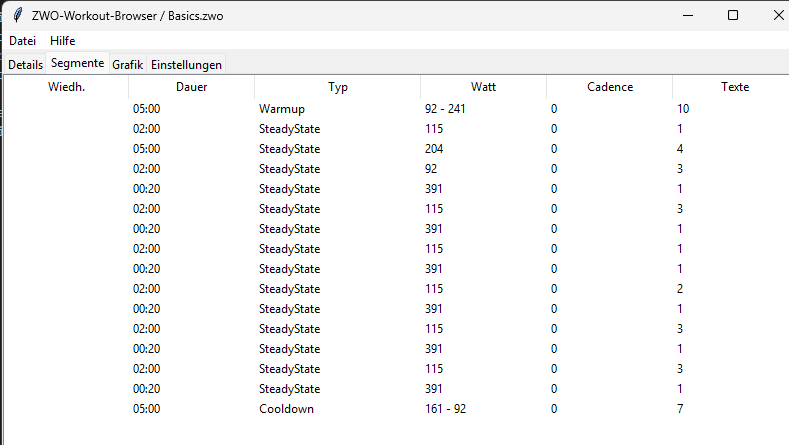 ZWO-Workout-Browser / Basics.zwo
Datei Hilfe
Details Segmente Grafik Einstellungen
Wiedh. Dauer Typ Watt Cadence Texte
05:00 Warmup 92 - 241 0 10
02:00 SteadyState 115 0 1
05:00 SteadyState 204 0 4
02:00 SteadyState 92 0 3
00:20 SteadyState 391 0 1
02:00 SteadyState 115 0 3
00:20 SteadyState 391 0 1
02:00 SteadyState 115 0 1
00:20 SteadyState 391 0 1
02:00 SteadyState 115 0 2
00:20 SteadyState 391 0 1
02:00 SteadyState 115 0 3
00:20 SteadyState 391 0 1
02:00 SteadyState 115 0 3
00:20 SteadyState 391 0 1
05:00 Cooldown 161 - 92 0 7